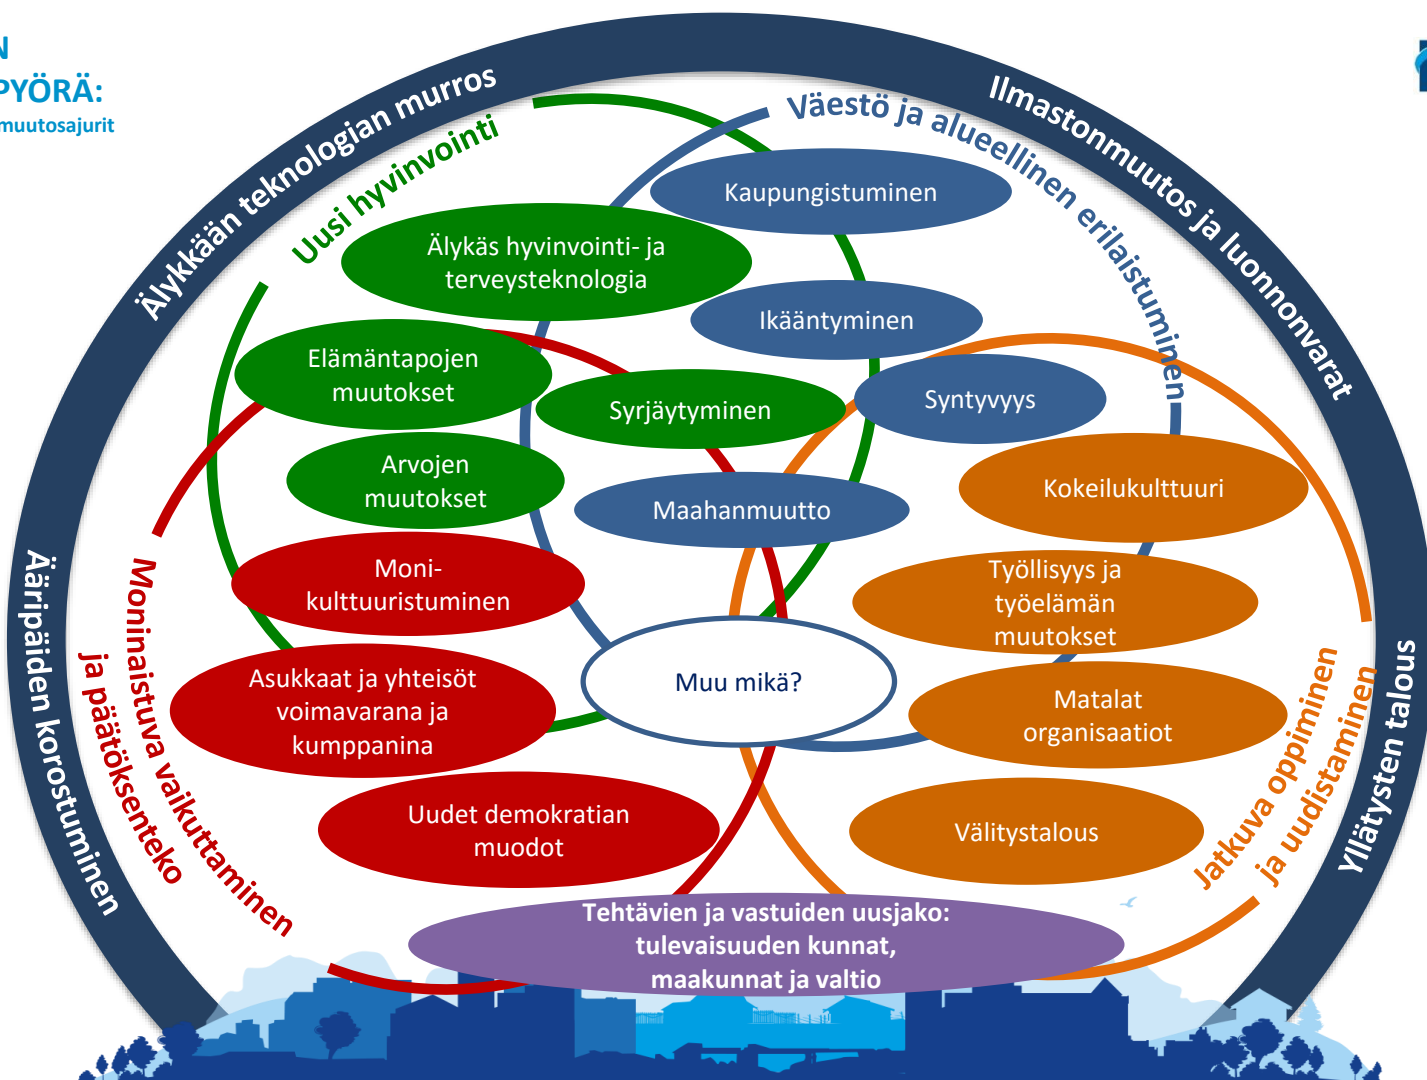 PYÖRÄ:
muutosajurit
Älykkään teknologian murros
Ilmastonmuutos ja luonnonvarat
Ääripäiden korostuminen
Yllätysten talous
Uusi hyvinvointi
Väestö ja alueellinen erilaistuminen
Kaupungistuminen
Älykäs hyvinvointi- ja
terveysteknologia
Ikääntyminen
Elämäntapojen
muutokset
Syrjäytyminen
Syntyvyys
Arvojen
muutokset
Maahanmuutto
Kokeilukulttuuri
Moni-
kulttuuristuminen
Työllisyys ja
työelämän
muutokset
Moninaistuva vaikuttaminen
ja päätöksenteko
Asukkaat ja yhteisöt
voimavarana ja
kumppanina
Muu mikä?
Matalat
organisaatiot
Jatkuva oppiminen
ja uudistaminen
Uudet demokratian
muodot
Välitystalous
Tehtävien ja vastuiden uusjako:
tulevaisuuden kunnat,
maakunnat ja valtio